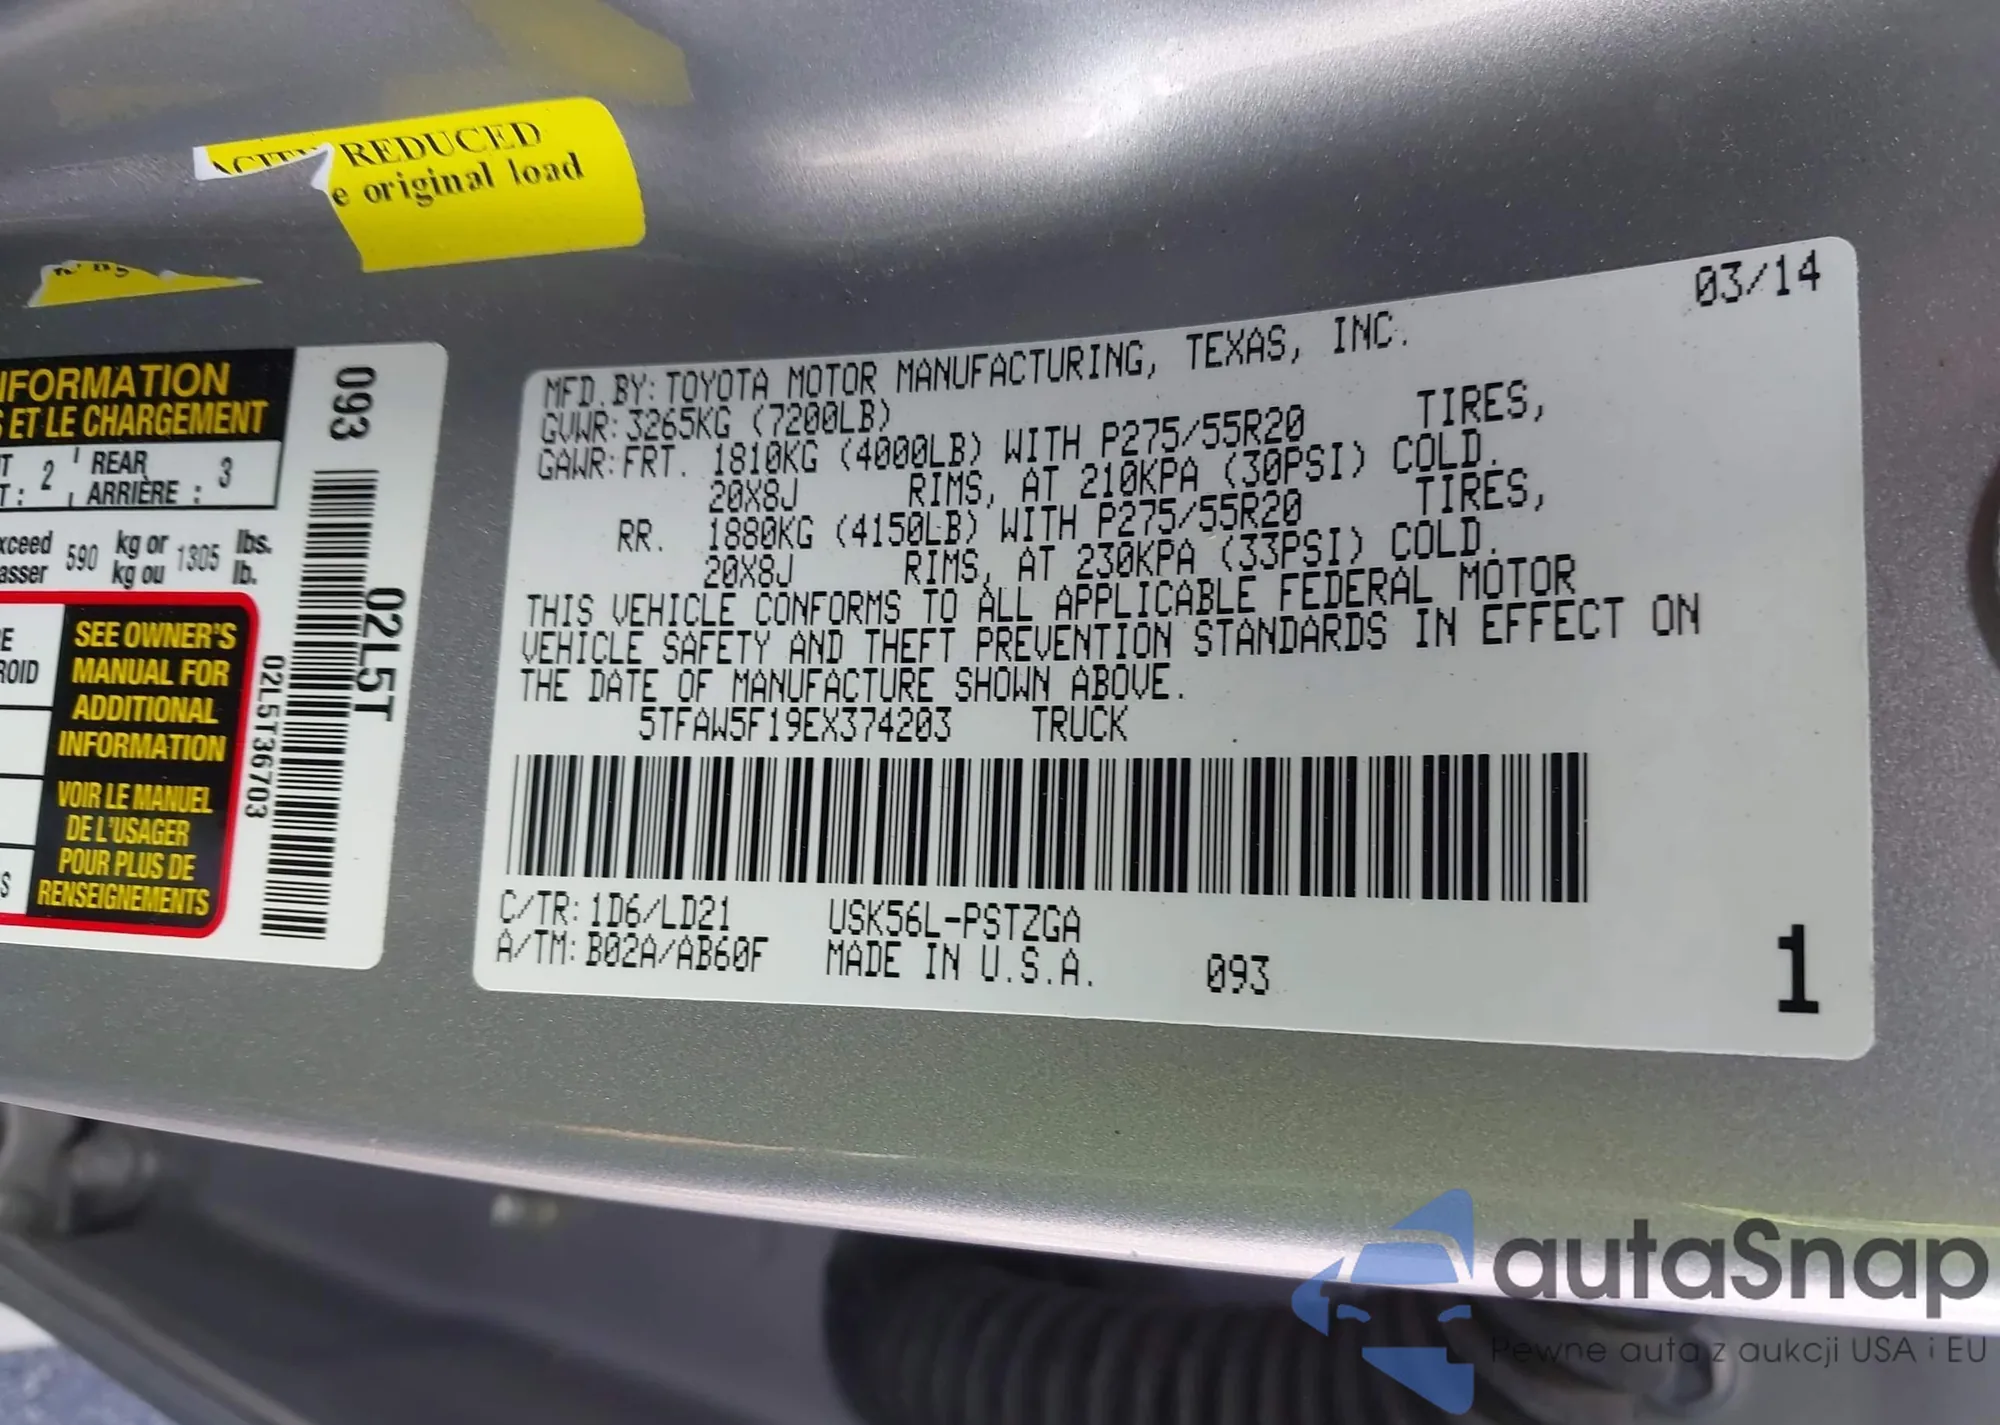 REDUCED
original load
NFORMATION
ET LE CHARGEMENT
2 REAR 3
ARRIÈRE :
590 kg or 1305 lbs.
kg ou lb.
SEE OWNER'S
MANUAL FOR
ADDITIONAL
INFORMATION
VOIR LE MANUEL
DE L'USAGER
POUR PLUS DE
RENSEIGNEMENTS
093
02L5T
02L5T36703
03/14
MFD. BY: TOYOTA MOTOR MANUFACTURING, TEXAS, INC.
GVWR: 3265KG (7200LB)
GAWR: FRT. 1810KG (4000LB) WITH P275/55R20 TIRES,
20X8J RIMS, AT 210KPA (30PSI) COLD.
RR. 1880KG (4150LB) WITH P275/55R20 TIRES,
20X8J RIMS, AT 230KPA (33PSI) COLD.
THIS VEHICLE CONFORMS TO ALL APPLICABLE FEDERAL MOTOR
VEHICLE SAFETY AND THEFT PREVENTION STANDARDS IN EFFECT ON
THE DATE OF MANUFACTURE SHOWN ABOVE.
5TFAW5F19EX374203 TRUCK
C/TR: 1D6/LD21 USK56L-PSTZGA
A/TM: B02A/AB60F MADE IN U.S.A. 093
1
autaSnap
Pewne auta z aukcji USA i EU